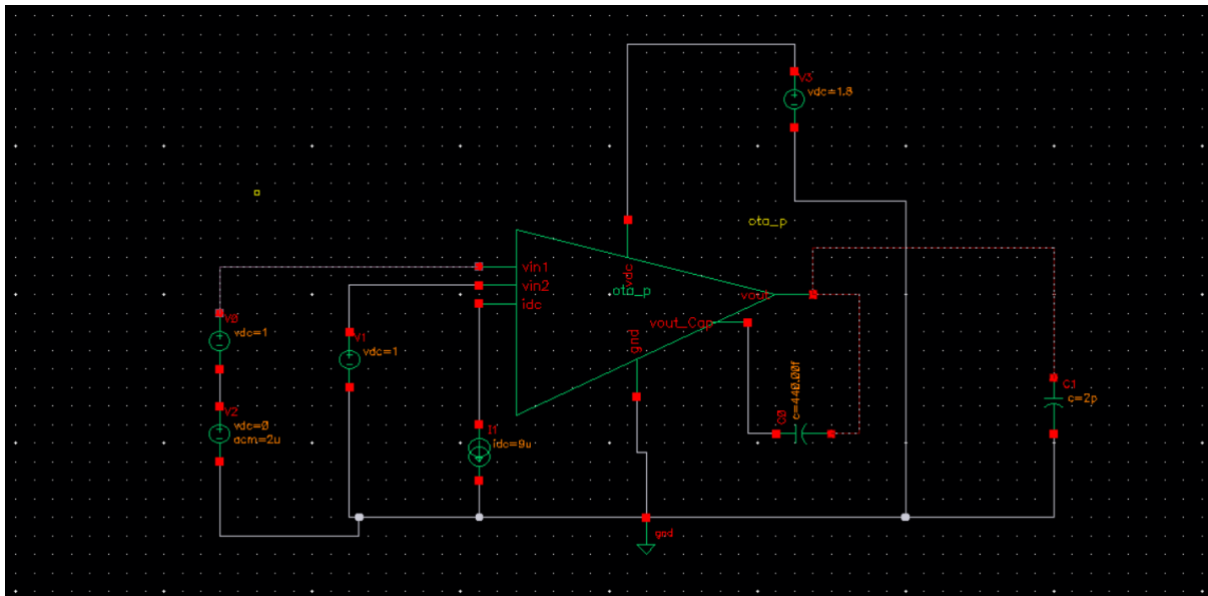 V3
vdc=1.8
ota_p
vin1
vin2
idc
vdc
ota_p
vout
vout_Cap
gnd
V0
vdc=1
V1
vdc=1
V2
vdc=0
acm=2u
I1
idc=9u
C0
c=440.00f
C1
c=2p
gnd